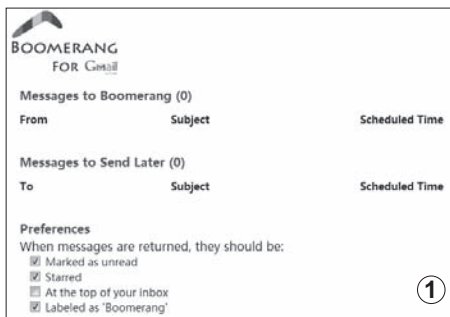 BOOMERANG
FOR Gmail
Messages to Boomerang (0)
From Subject Scheduled Time
Messages to Send Later (0)
To Subject Scheduled Time
Preferences
When messages are returned, they should be:
Marked as unread
Starred
At the top of your inbox
Labeled as 'Boomerang'
1